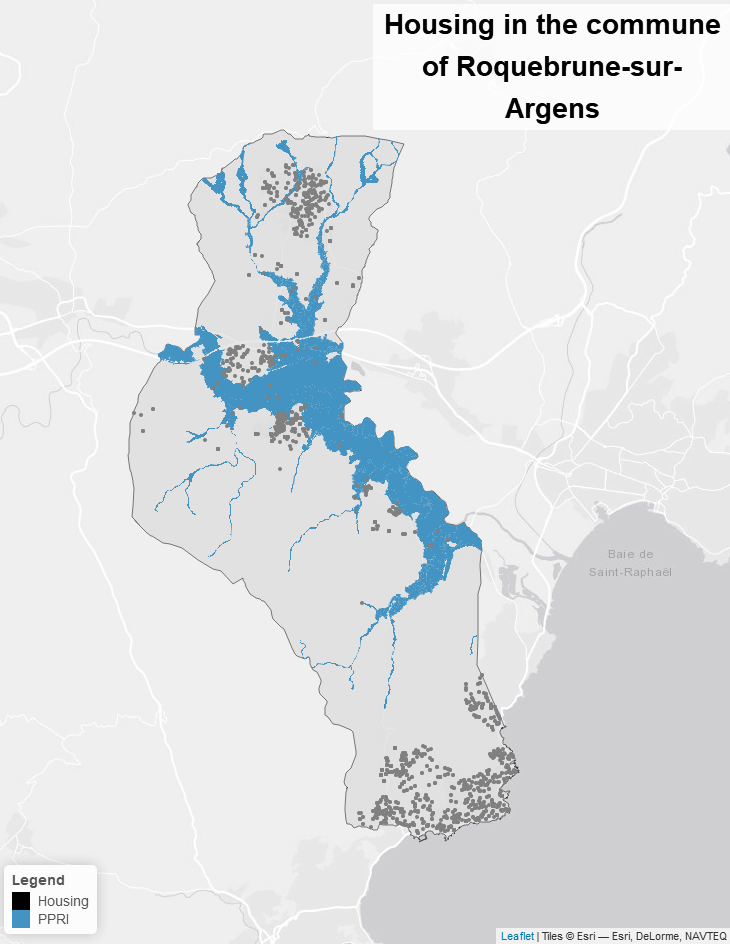 Housing in the commune
of Roquebrune-sur-
Argens
Baie de
Saint-Raphaël
Legend
Housing
PPRI
Leaflet | Tiles © Esri — Esri, DeLorme, NAVTEQ